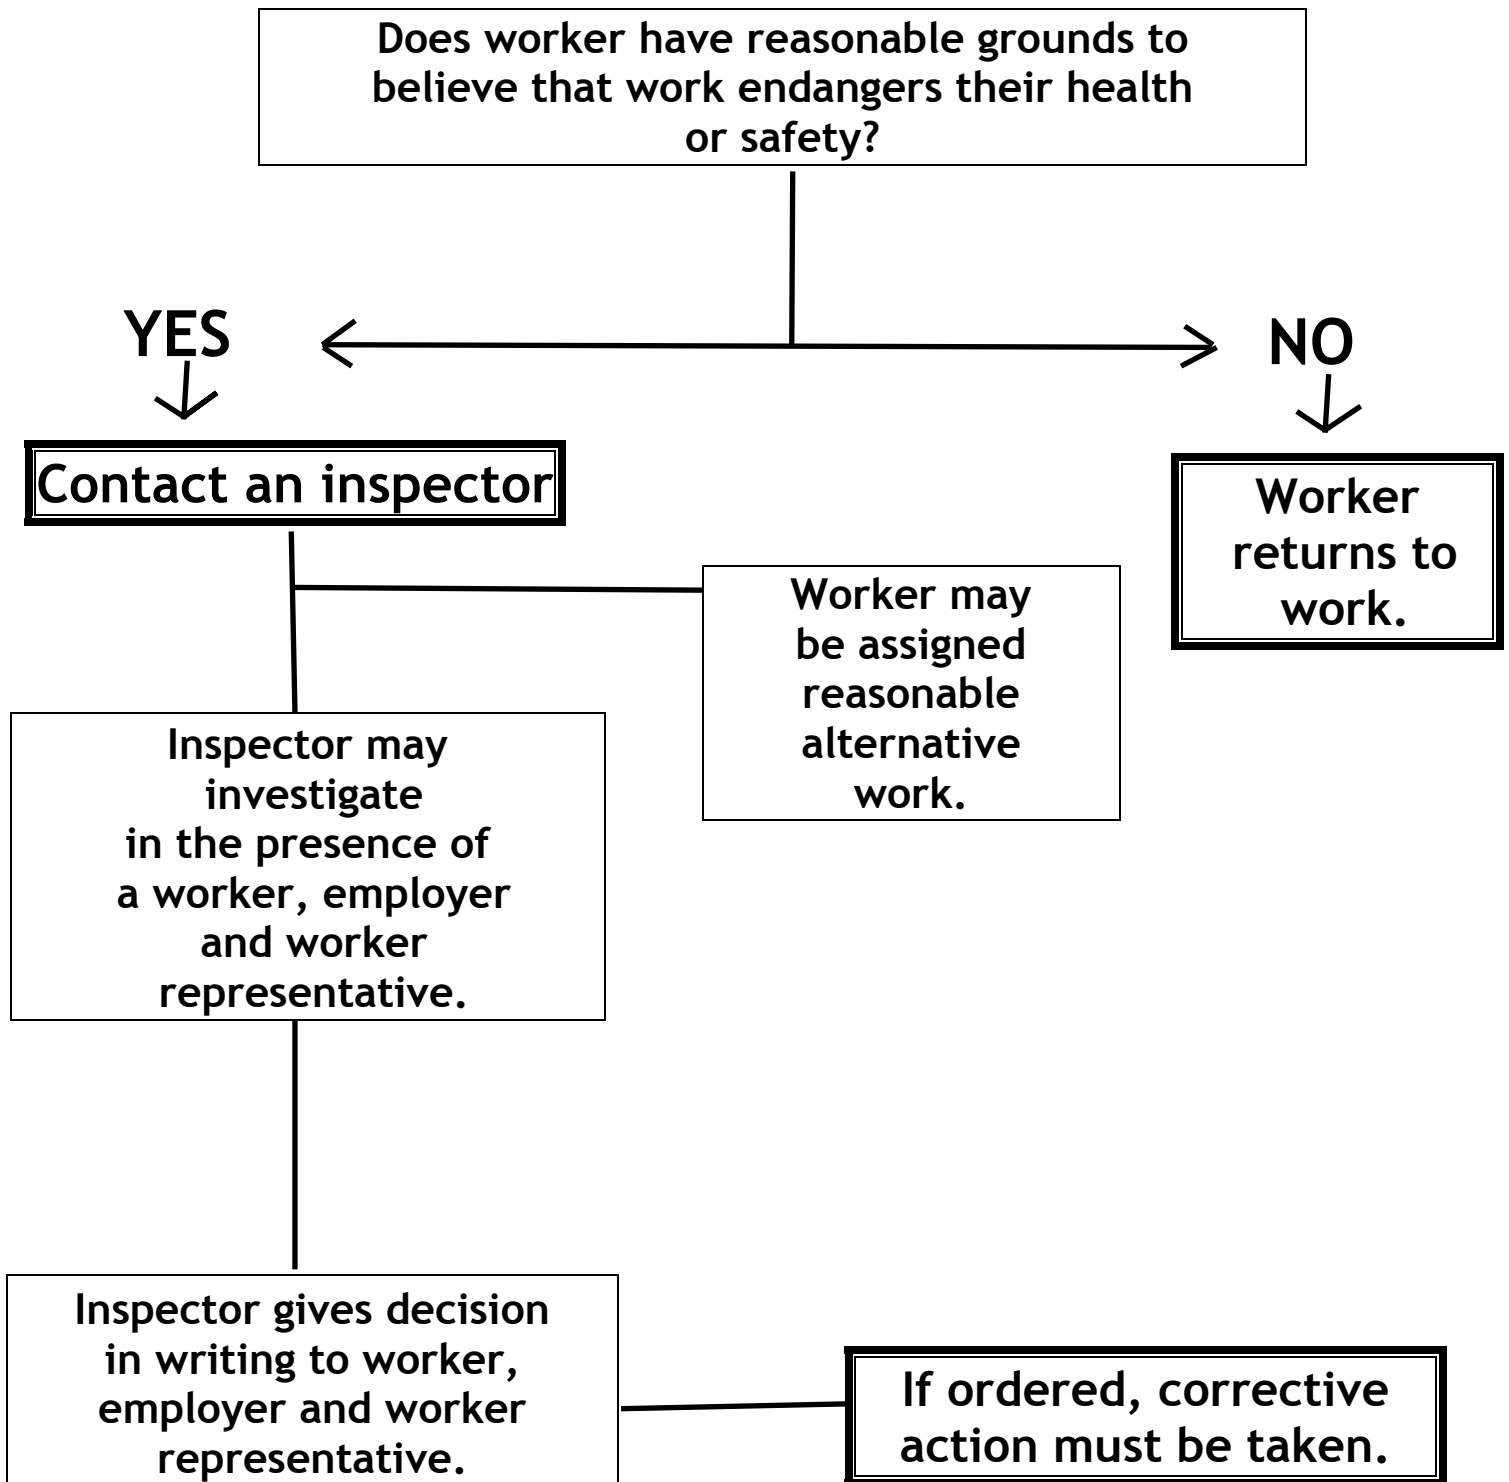 Does worker have reasonable grounds to
believe that work endangers their health
or safety?
YES
NO
Contact an inspector
Worker
returns to
work.
Worker may
be assigned
reasonable
alternative
work.
Inspector may
investigate
in the presence of
a worker, employer
and worker
representative.
Inspector gives decision
in writing to worker,
employer and worker
representative.
If ordered, corrective
action must be taken.